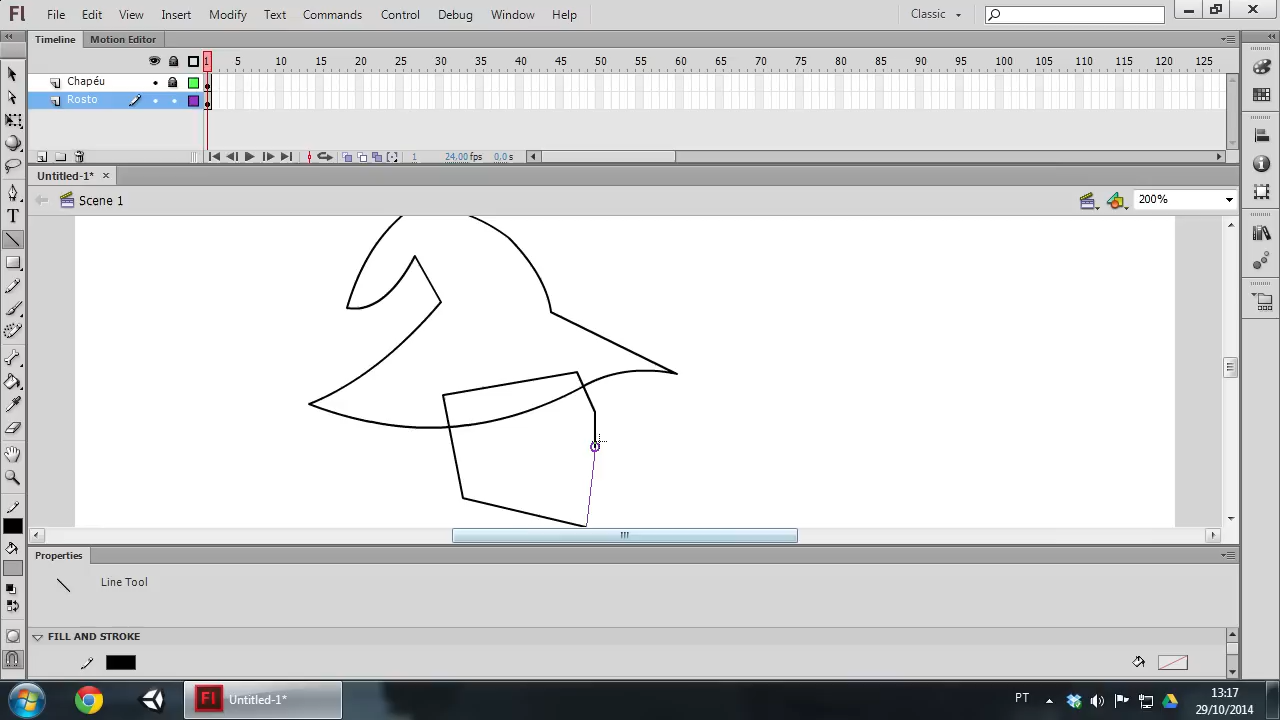 Fl File Edit View Insert Modify Text Commands Control Debug Window Help Classic
Timeline Motion Editor
1 5 10 15 20 25 30 35 40 45 50 55 60 65 70 75 80 85 90 95 100 105 110 115 120 125
Chapéu
Rosto
1 24.00 fps 0.0 s
Untitled-1*
Scene 1 200%
T
Properties
Line Tool
FILL AND STROKE
Fl Untitled-1* PT 13:17
29/10/2014